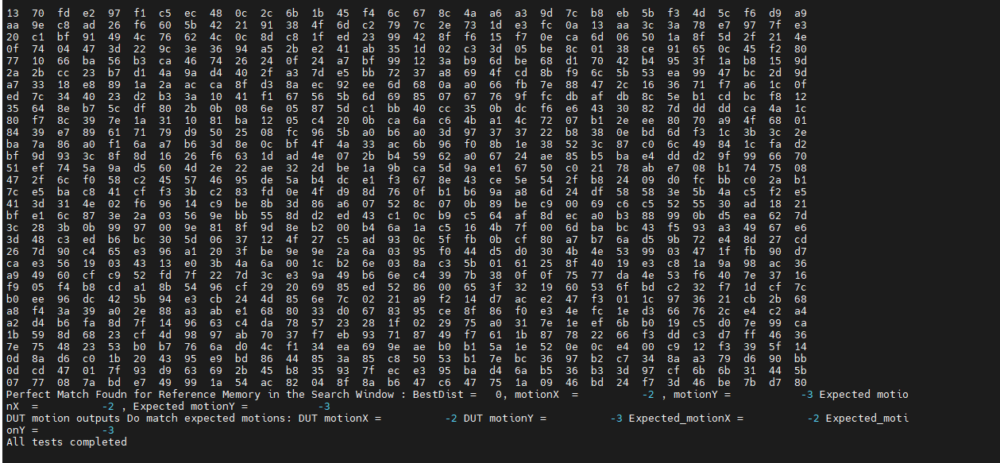 13 70 fd e2 97 f1 c5 ec 48 0c 2c 6b 1b 45 f4 6c 67 8c 4a a6 a3 9d 7c b8 eb 5b f3 4d 5c f6 d9 a9
aa 9e c8 ad 26 f6 60 5b 42 21 91 38 4f 6d c2 79 7c 2e 73 1d e3 fc 0a 13 aa 3c 3a 78 e7 97 7f e3
20 c1 bf 91 49 4c 76 62 4c 0c 8d c8 1f ed 23 99 42 8f f6 15 f7 0e ca 6d 06 50 1a 8f 5d 2f 21 4e
0f 74 04 47 3d 22 9c 3e 36 94 a5 2b e2 41 ab 35 1d 02 c3 3d 05 be 8c 01 38 ce 91 65 0c 45 f2 80
77 10 66 ba 56 b3 ca 46 74 26 24 0f 24 a7 bf 99 12 3a b9 6d be 68 d1 70 42 b4 95 3f 1a b8 15 9d
2a 2b cc 23 b7 d1 4a 9a d4 40 2f a3 7d e5 bb 72 37 a8 69 4f cd 8b f9 6c 5b 53 ea 99 47 bc 2d 9d
a7 33 18 e8 89 1a 2a ac ca 8f d3 8a ec 92 ee 6d 68 0a a0 66 fb 7e 88 47 2c 16 36 71 f7 a6 1c 0f
ed 7c 34 40 23 d2 b3 3a 10 41 f1 67 56 5b 6d 69 85 07 67 76 9f fc db af db 8c 5e b1 cd bc f8 12
35 64 8e b7 5c df 80 2b 0b 08 6e 05 87 5d c1 bb 40 cc 35 0b dc f6 e6 43 30 82 7d dd dd ca 4a 1c
80 f7 8c 39 7e 1a 31 10 81 ba 12 05 c4 20 0b ca 6a c6 4b a1 4c 72 07 b1 2e ee 80 70 a9 4f 68 01
84 39 e7 89 61 71 79 d9 50 25 08 fc 96 5b a0 b6 a0 3d 97 37 37 22 b8 38 0e bd 6d f3 1c 3b 3c 2e
ba 7a 86 a0 f1 6a a7 b6 3d 8e 0c bf 4f 4a 33 ac 6b 96 f0 8b 1e 38 52 3c 87 c0 6c 49 84 1c fa d2
bf 9d 93 3c 8f 8d 16 26 f6 63 1d ad 4e 07 2b b4 59 62 a0 67 24 ae 85 b5 ba e4 dd d2 9f 99 66 70
51 ef 74 5a 9a d5 60 4d 2e 22 ae 32 2d be 1a 9b ca 5d 9a e1 67 50 c0 21 78 ab e7 08 b1 74 75 08
47 2f 6c f0 58 c2 45 57 46 95 de 5a b4 dc e1 f3 67 8e 43 ce 5e 54 2f b8 24 09 d0 fc bb c0 2a b1
7c e5 ba c8 41 cf f3 3b c2 83 fd 0e 4f d9 8d 76 0f b1 b6 9a a8 6d 24 df 58 58 3e 5b 4a c5 f2 e5
41 3d 31 4e 02 f6 96 14 c9 be 8b 3d 86 a6 07 52 8c 07 0b 89 be c9 00 69 c6 c5 52 55 30 ad 18 21
bf e1 6c 87 3e 2a 03 56 9e bb 55 8d d2 ed 43 c1 0c b9 c5 64 af 8d ec a0 b3 88 99 0b d5 ea 62 7d
3c 28 3b 0b 99 97 00 9e 81 8f 9d 8e b2 00 b4 6a 1a c5 16 4b 7f 00 6d ba bc 43 f5 93 a3 49 67 e6
3d 48 c3 ed b6 bc 30 5d 06 37 12 4f 27 c5 ad 93 0c 5f fb 0b cf 80 a7 b7 6a d5 9b 72 e4 8d 27 cd
26 7d 90 c4 65 e3 96 a1 20 3f be 9e 9e 2a 6a 03 95 f0 44 d5 d0 30 4b 4e 53 99 03 47 1f fb 90 d7
ca e3 56 19 03 43 13 e0 3b 4a 6a 00 1c b2 6e 03 8a c3 5b 01 61 25 8f 40 19 e3 c8 1a 9a 98 ac 36
a9 49 60 cf c9 52 fd 7f 22 7d 3c e3 9a 49 b6 6e c4 39 7b 38 0f 0f 75 77 da 4e 53 f6 40 7e 37 16
f9 05 f4 b8 cd a1 8b 54 96 cf 29 20 69 85 ed 52 86 00 65 3f 32 19 60 53 6f bd c2 32 f7 1d cf 7c
b0 ee 96 dc 42 5b 94 e3 cb 24 4d 85 6e 7c 02 21 a9 f2 14 d7 ac e2 47 f3 01 1c 97 36 21 cb 2b 68
a8 f4 3a 39 a0 2e 88 a3 ab e1 68 80 33 d0 67 83 95 ce 8f 86 f0 e3 4e fc 1e d3 66 76 2c e4 c2 a4
a2 d4 b6 fa 8d 7f 14 96 63 c4 da 78 57 23 28 1f 02 29 75 a0 31 7e 1e ef 6b b0 19 c5 d0 7e 99 ca
1b 59 8d 68 23 cf 4d 98 97 ab 70 37 f7 eb 93 71 87 49 f7 61 1b 87 78 22 66 f3 dd c3 d7 ff 46 36
7e 75 48 23 53 b0 b7 76 6a d0 4c f1 34 ea 69 9e ae b0 b1 5a 1e 52 0e 0c e4 00 c9 12 f3 39 5f 14
0d 8a d6 c0 1b 20 43 95 e9 bd 86 44 85 3a 85 c8 50 53 b1 7e bc 36 97 b2 c7 34 8a a3 79 d6 90 bb
0d cd 47 01 7f 93 d9 63 69 2b 45 b8 35 93 7f ec e3 95 ba d4 6a b5 36 b3 3d 97 cf 6b 6b 31 44 5b
07 77 08 7a bd e7 49 99 1a 54 ac 82 04 8f 8a b6 47 c6 47 75 1a 09 46 bd 24 f7 3d 46 be 7b d7 80
Perfect Match Foudn for Reference Memory in the Search Window : BestDist = 0, motionX = -2 , motionY = -3 Expected motio
nX = -2 , Expected motionY = -3
DUT motion outputs Do match expected motions: DUT motionX = -2 DUT motionY = -3 Expected_motionX = -2 Expected_moti
onY = -3
All tests completed